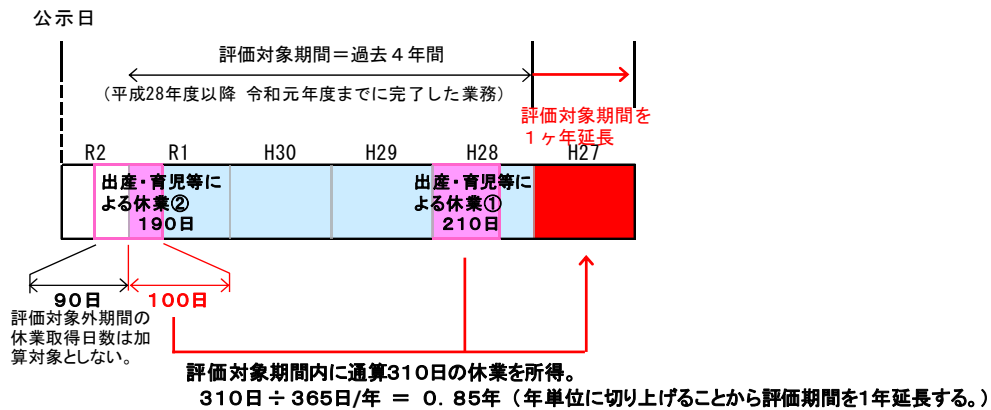 公示日
評価対象期間＝過去４年間
（平成28年度以降 令和元年度までに完了した業務）
評価対象期間を
１ヶ年延長
R2 R1 H30 H29 H28 H27
出産・育児等に
よる休業②
190日
出産・育児等に
よる休業①
210日
90日
100日
評価対象外期間の
休業取得日数は加
算対象としない。
評価対象期間内に通算310日の休業を所得。
310日÷365日/年 ＝ ０．８５年 （年単位に切り上げることから評価期間を1年延長する。）